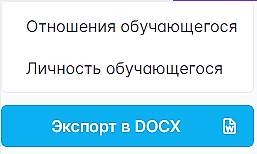 Отношения обучающегося
Личность обучающегося
Экспорт в DOCX